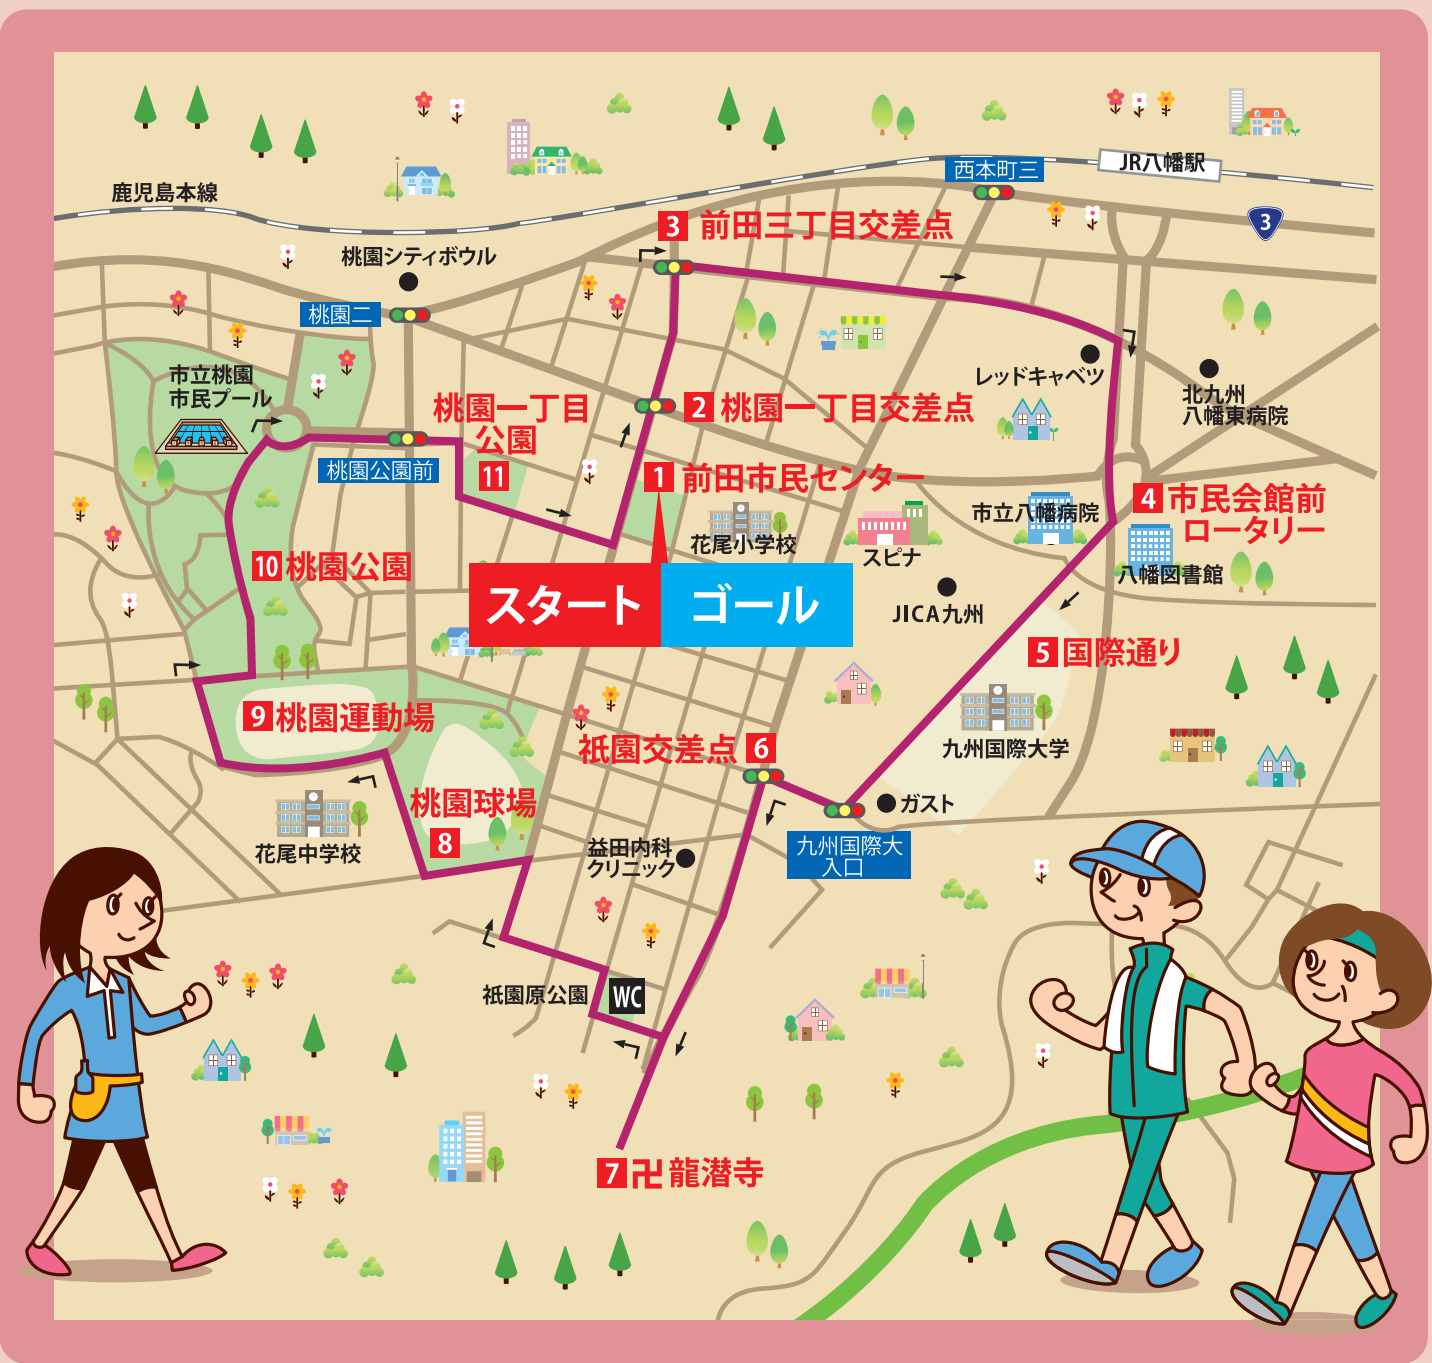 西本町三
JR八幡駅
鹿児島本線
3
3 前田三丁目交差点
桃園シティボウル
桃園二
市立桃園
市民プール
レッドキャベツ
北九州
八幡東病院
桃園一丁目
公園
11
2 桃園一丁目交差点
桃園公園前
1 前田市民センター
4 市民会館前
ロータリー
市立八幡病院
花尾小学校
スピナ
八幡図書館
10 桃園公園
スタート
ゴール
JICA九州
5 国際通り
9 桃園運動場
祇園交差点 6
九州国際大学
桃園球場
8
ガスト
花尾中学校
益田内科
クリニック
九州国際大
入口
祇園原公園
WC
7 卍 龍潜寺